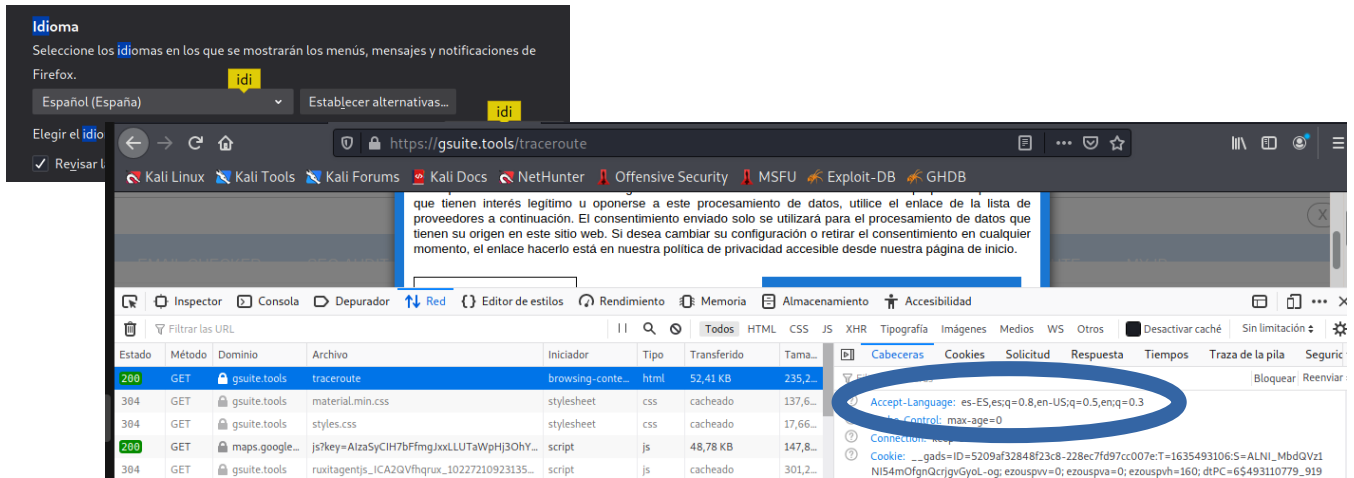 Idioma
Seleccione los idiomas en los que se mostrarán los menús, mensajes y notificaciones de
Firefox.
idi
Español (España) Establecer alternativas...
idi
Elegir el idio
Revisar l
https://gsuite.tools/traceroute
Kali Linux Kali Tools Kali Forums Kali Docs NetHunter Offensive Security MSFU Exploit-DB GHDB
que tienen interés legítimo u oponerse a este procesamiento de datos, utilice el enlace de la lista de
proveedores a continuación. El consentimiento enviado solo se utilizará para el procesamiento de datos que
tienen su origen en este sitio web. Si desea cambiar su configuración o retirar el consentimiento en cualquier
momento, el enlace hacerlo está en nuestra política de privacidad accesible desde nuestra página de inicio.
X
Inspector Consola Depurador Red Editor de estilos Rendimiento Memoria Almacenamiento Accesibilidad
Filtrar las URL Todos HTML CSS JS XHR Tipografía Imágenes Medios WS Otros Desactivar caché Sin limitación
Estado Método Dominio Archivo Iniciador Tipo Transferido Tama... Cabeceras Cookies Solicitud Respuesta Tiempos Traza de la pila Segurid
200 GET gsuite.tools traceroute browsing-conte... html 52,41 KB 235,2... Bloquear Reenviar
304 GET gsuite.tools material.min.css stylesheet css cacheado 137,6... Accept-Language: es-ES,es;q=0.8,en-US;q=0.5,en;q=0.3
304 GET gsuite.tools styles.css stylesheet css cacheado 17,66... Cache-Control: max-age=0
200 GET maps.google... js?key=AIzaSyCIH7bFfmgJxxLLUTaWpHj3OhY... script js 48,78 KB 147,8... Connection:
Cookie: __gads=ID=5209af32848f23c8-228ec7fd97cc007e:T=1635493106:S=ALNI_MbdQVz1
304 GET gsuite.tools ruxitagentjs_ICA2QVfhqrux_10227210923135... script js cacheado 301,2... NI54mOfgnQcrjgvGyoL-og; ezouspvv=0; ezouspva=0; ezouspvh=160; dtPC=6$493110779_919